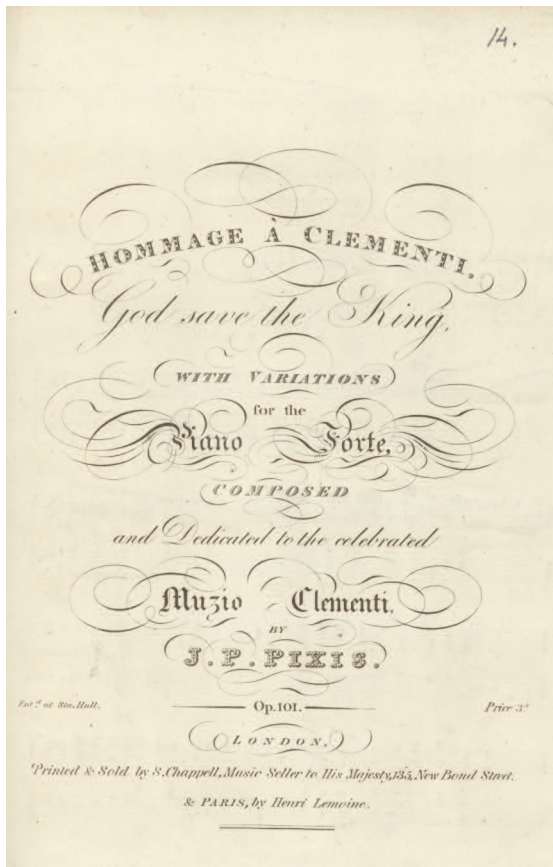 14.
HOMMAGE À CLEMENTI.
God save the King,
WITH VARIATIONS
for the
Piano Forte,
COMPOSED
and Dedicated to the celebrated
Muzio Clementi,
BY
J. P. PIXIS.
Ent.d at Sta. Hall. Op. 101. Price 3s
LONDON,
Printed & Sold by S. Chappell, Music Seller to His Majesty, 135, New Bond Street.
& PARIS, by Henri Lemoine.